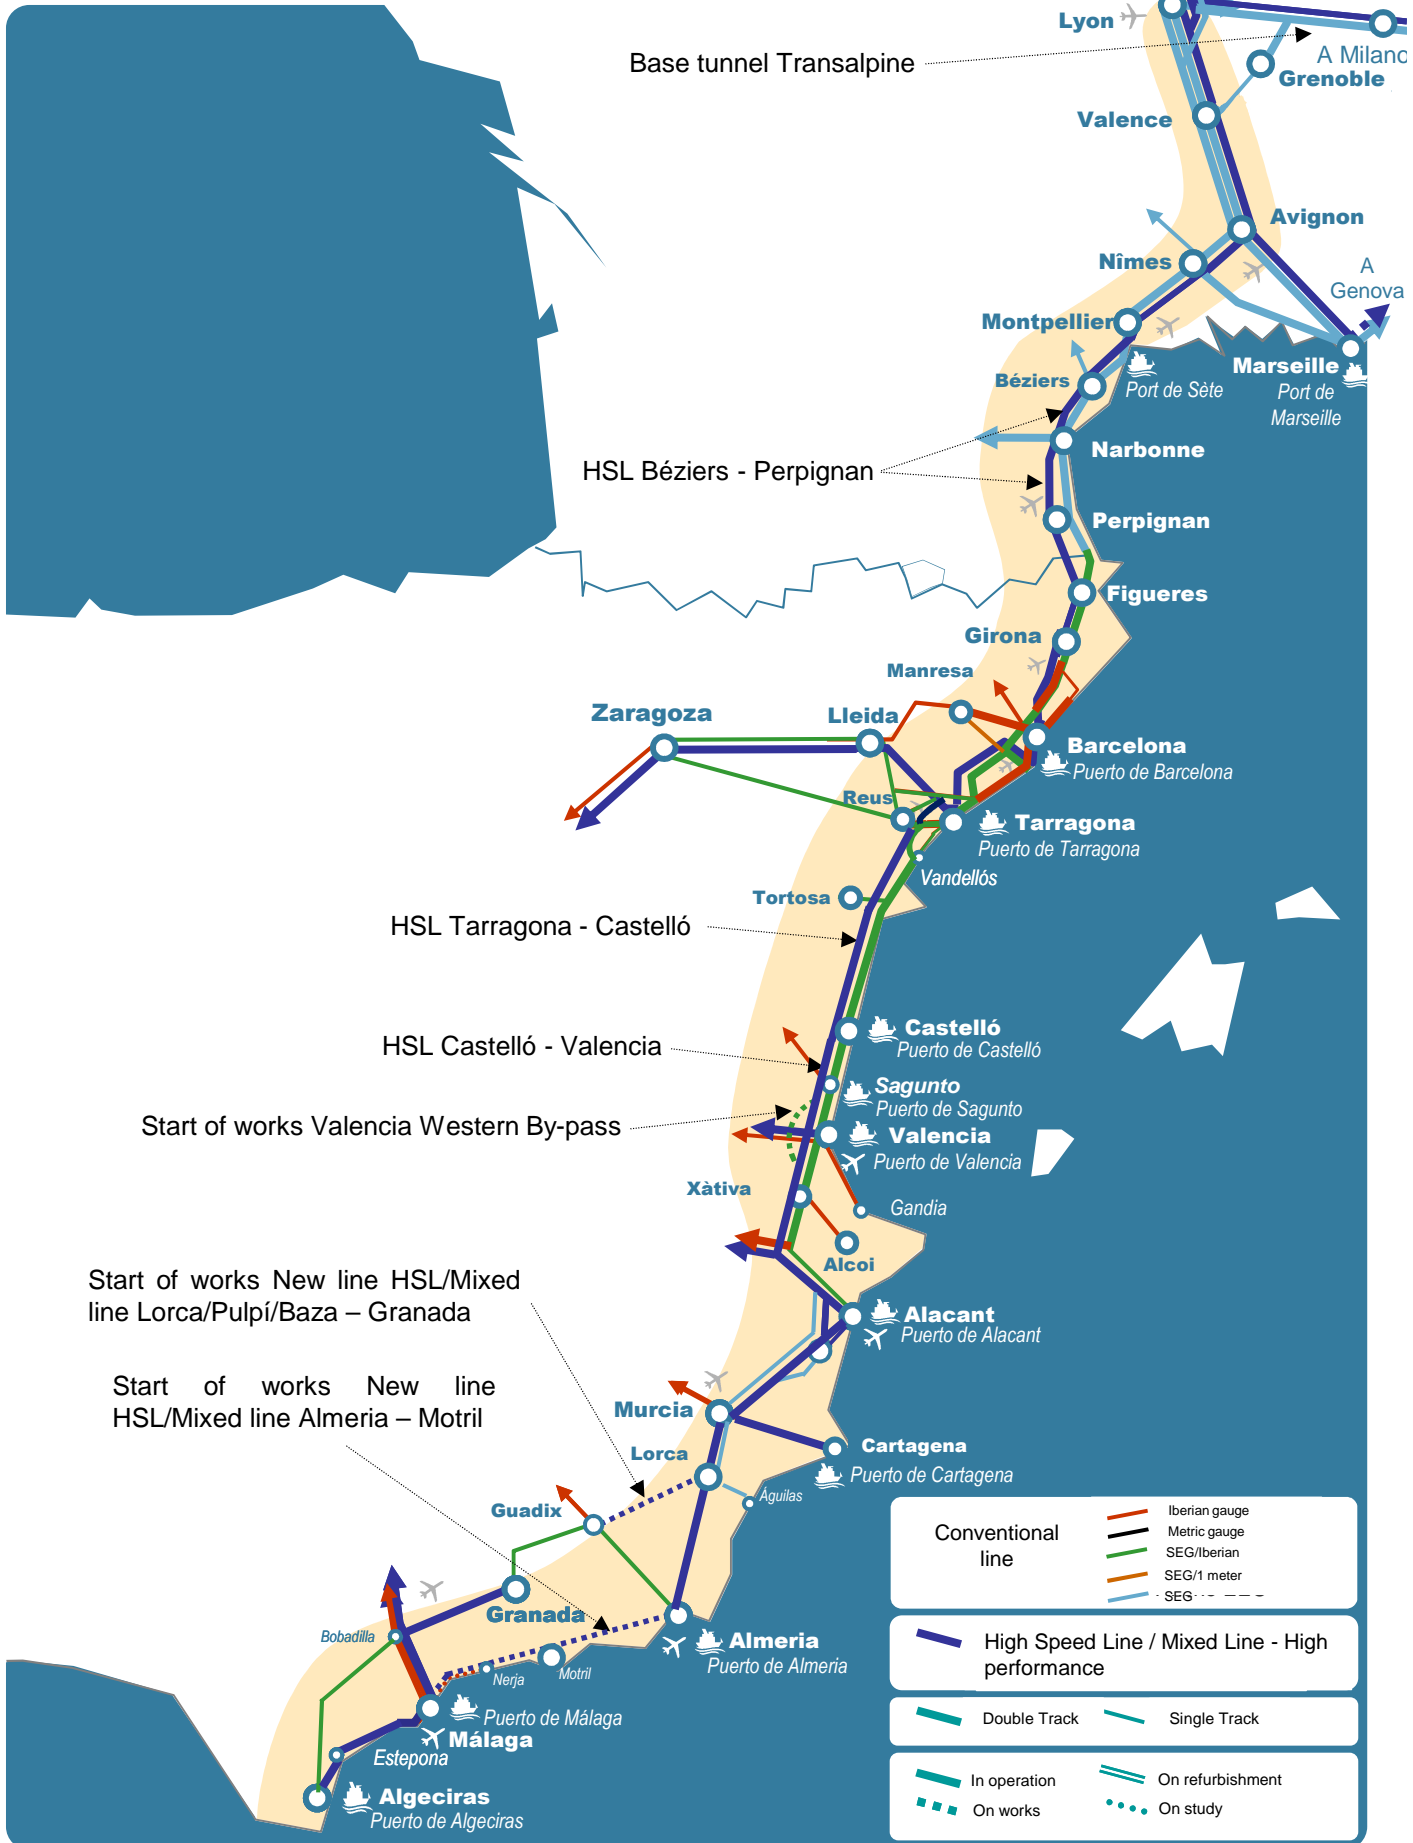 Lyon
Base tunnel Transalpine
A Milano
Grenoble
Valence
Avignon
Nîmes
A
Genova
Montpellier
Marseille
Port de
Marseille
Béziers
Port de Sète
Narbonne
HSL Béziers - Perpignan
Perpignan
Figueres
Girona
Manresa
Zaragoza
Lleida
Barcelona
Puerto de Barcelona
Reus
Tarragona
Puerto de Tarragona
Vandellós
Tortosa
HSL Tarragona - Castelló
Castelló
Puerto de Castelló
HSL Castelló - Valencia
Sagunto
Puerto de Sagunto
Start of works Valencia Western By-pass
Valencia
Puerto de Valencia
Xàtiva
Gandia
Alcoi
Start of works New line HSL/Mixed
line Lorca/Pulpí/Baza – Granada
Alacant
Puerto de Alacant
Start of works New line
HSL/Mixed line Almeria – Motril
Murcia
Cartagena
Puerto de Cartagena
Lorca
Águilas
Guadix
Granada
Bobadilla
Almeria
Puerto de Almeria
Motril
Nerja
Puerto de Málaga
Málaga
Estepona
Algeciras
Puerto de Algeciras
Conventional
line
Iberian gauge
Metric gauge
SEG/Iberian
SEG/1 meter
SEG
High Speed Line / Mixed Line - High
performance
Double Track
Single Track
In operation
On refurbishment
On works
On study